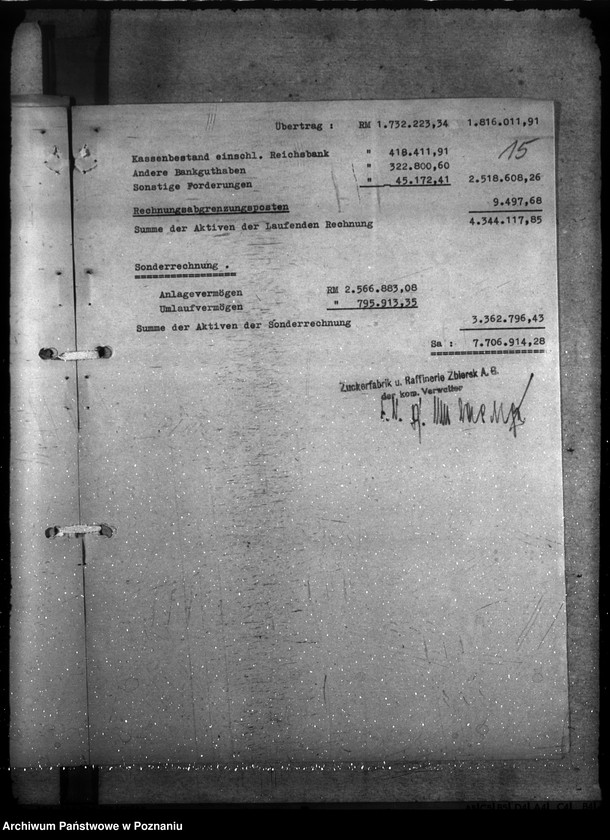 Übertrag : RM 1.732.223,34 1.816.011,91
15
Kassenbestand einschl. Reichsbank " 418.411,91
Andere Bankguthaben " 322.800,60
Sonstige Forderungen " 45.172,41 2.518.608,26
Rechnungsabgrenzungsposten 9.497,68
Summe der Aktiven der Laufenden Rechnung 4.344.117,85
Sonderrechnung .
Anlagevermögen RM 2.566.883,08
Umlaufvermögen " 795.913,35
Summe der Aktiven der Sonderrechnung 3.362.796,43
Sa : 7.706.914,28
Zuckerfabrik u. Raffinerie Zbiersk A. G.
der kom. Verwalter
Archiwum Państwowe w Poznaniu